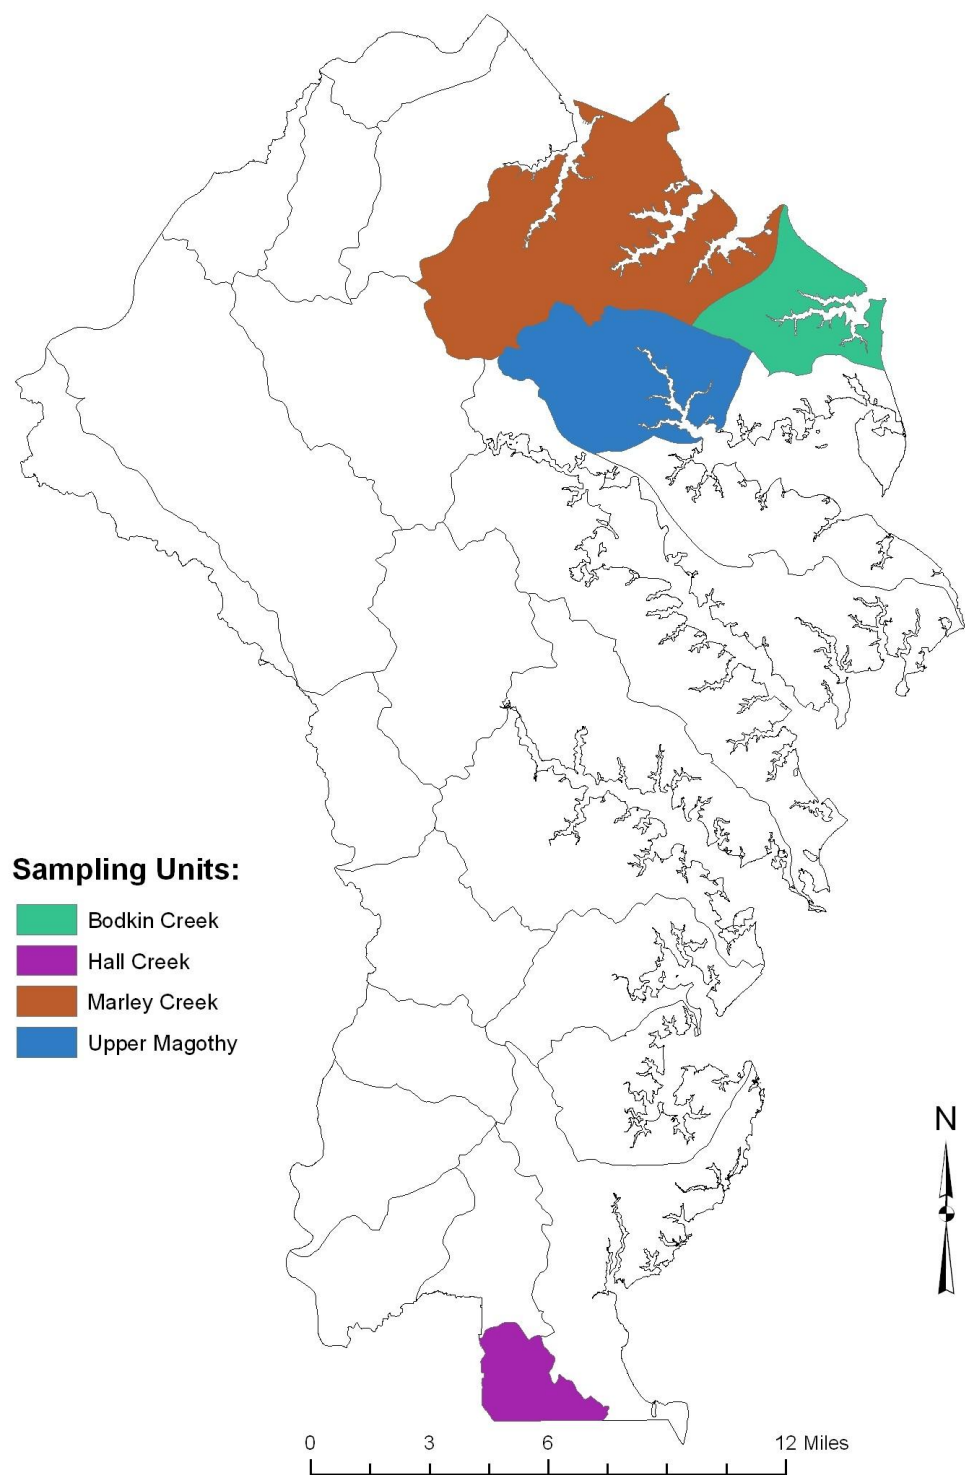 Sampling Units:
Bodkin Creek
Hall Creek
Marley Creek
Upper Magothy
N
0 3 6 12 Miles